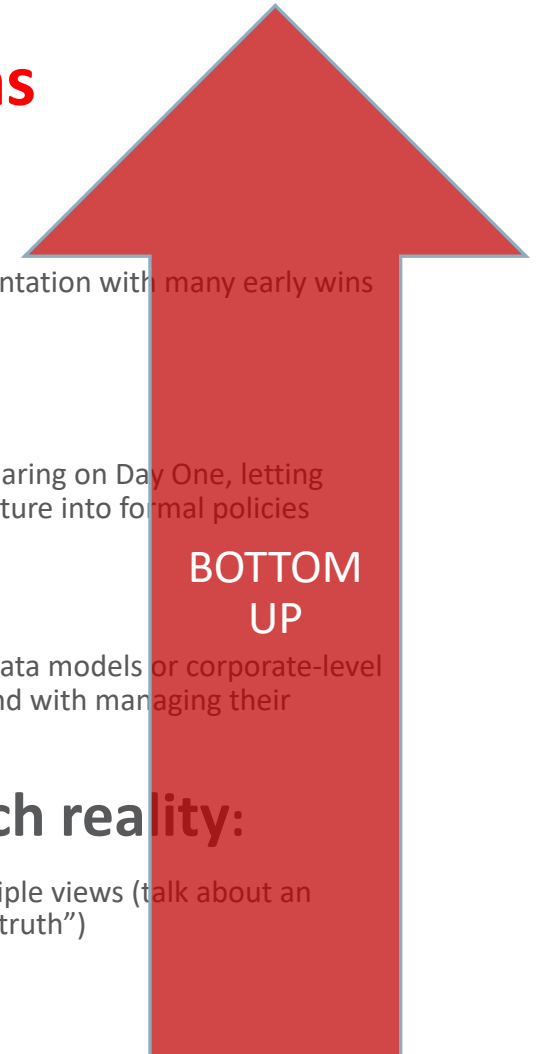 ns
ntation with many early wins
aring on Day One, letting
ture into formal policies
BOTTOM
UP
ata models or corporate-level
nd with managing their
ch reality:
iple views (talk about an
truth”)